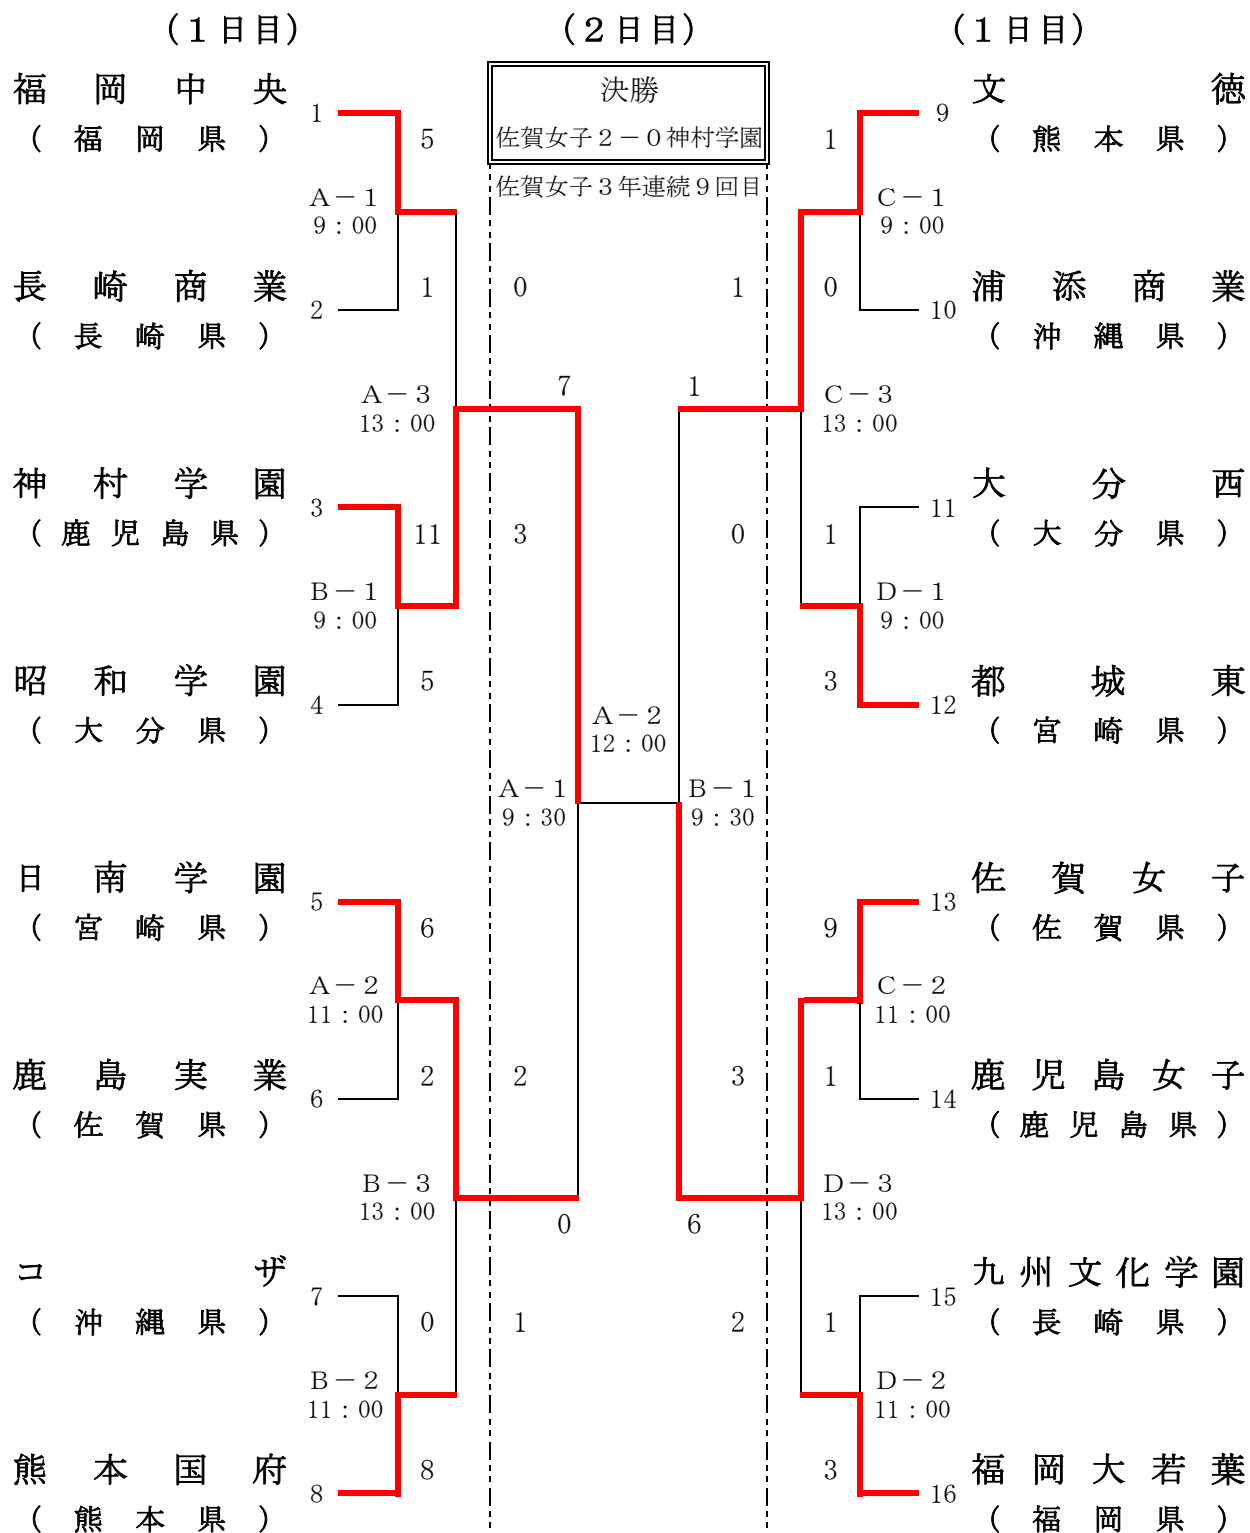 (１日目)
(２日目)
(１日目)
決勝
佐賀女子２－０神村学園
佐賀女子３年連続９回目
福岡中央
(福岡県)
1
5
A－1
9：00
長崎商業
(長崎県)
2
1
A－3
13：00
0
7
神村学園
(鹿児島県)
3
11
3
B－1
9：00
昭和学園
(大分県)
4
5
A－2
12：00
A－1
9：30
B－1
9：30
日南学園
(宮崎県)
5
6
A－2
11：00
鹿島実業
(佐賀県)
6
2
2
B－3
13：00
0
コザ
(沖縄県)
7
0
1
B－2
11：00
熊本国府
(熊本県)
8
8
文徳
(熊本県)
9
1
C－1
9：00
浦添商業
(沖縄県)
10
0
1
C－3
13：00
1
大分西
(大分県)
11
1
0
D－1
9：00
都城東
(宮崎県)
12
3
佐賀女子
(佐賀県)
13
9
C－2
11：00
鹿児島女子
(鹿児島県)
14
1
3
D－3
13：00
6
九州文化学園
(長崎県)
15
1
2
D－2
11：00
福岡大若葉
(福岡県)
16
3